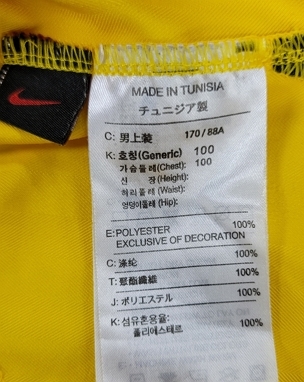 MADE IN TUNISIA
チュニジア製
C: 男上装 170 / 88A
K: 호칭(Generic) 100
가슴둘레(Chest): 100
신 장(Height):
허리둘레(Waist):
엉덩이둘레(Hip):
E: POLYESTER 100%
EXCLUSIVE OF DECORATION
C: 涤纶 100%
T: 聚酯纖維 100%
J: ポリエステル 100%
K: 섬유혼용율:
폴리에스테르 100%